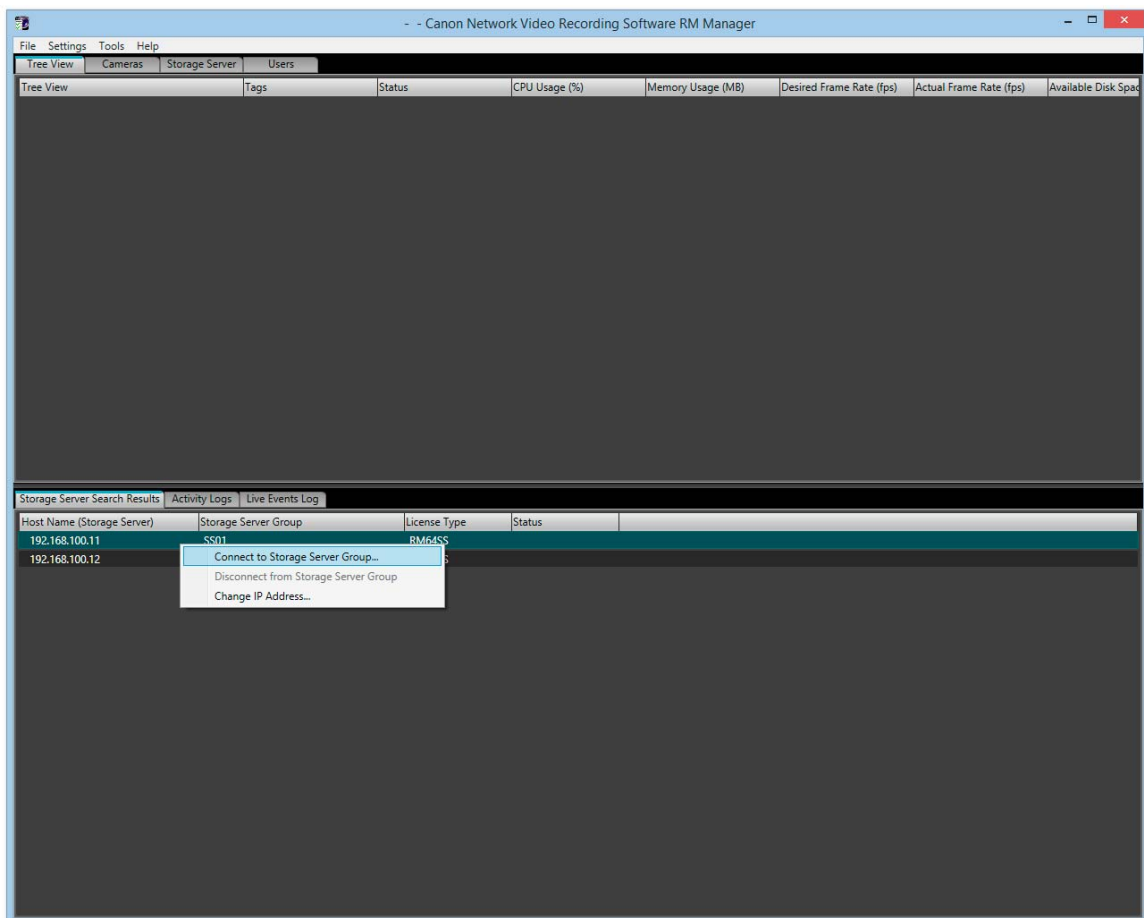 - - Canon Network Video Recording Software RM Manager
File Settings Tools Help
Tree View Cameras Storage Server Users
Tree View Tags Status CPU Usage (%) Memory Usage (MB) Desired Frame Rate (fps) Actual Frame Rate (fps) Available Disk Spac
Storage Server Search Results Activity Logs Live Events Log
Host Name (Storage Server) Storage Server Group License Type Status
192.168.100.11 SS01 RM64SS
192.168.100.12 S
Connect to Storage Server Group...
Disconnect from Storage Server Group
Change IP Address...